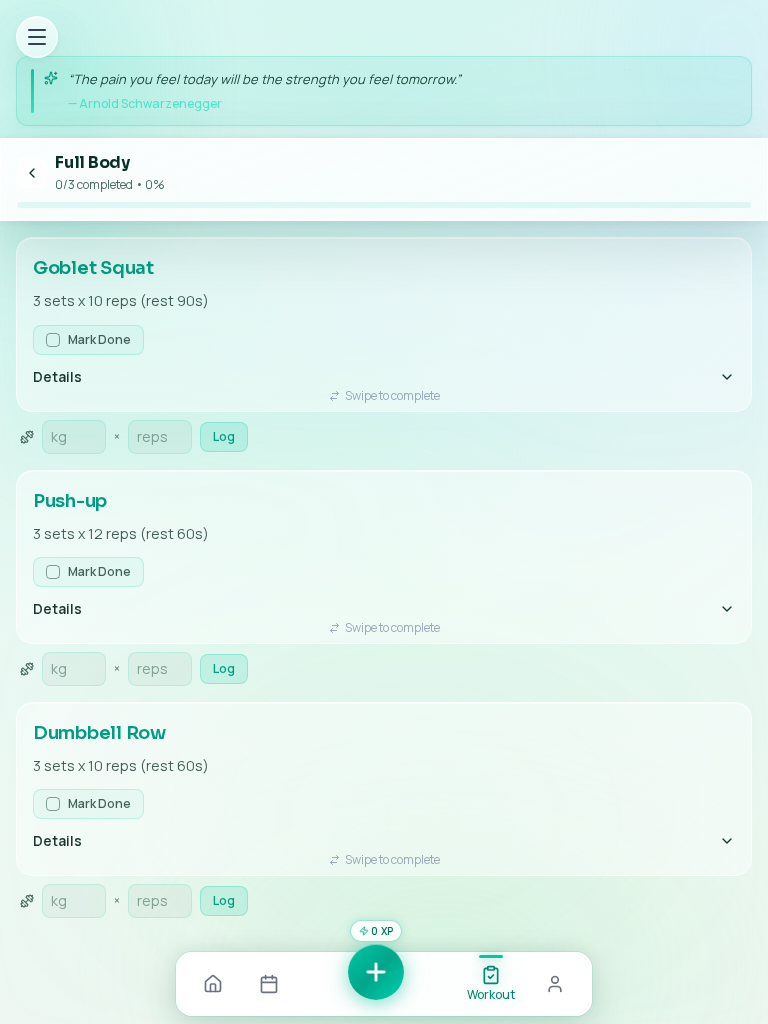 “The pain you feel today will be the strength you feel tomorrow.”
— Arnold Schwarzenegger
Full Body
0/3 completed • 0%
Goblet Squat
3 sets x 10 reps (rest 90s)
Mark Done
Details
Swipe to complete
kg × reps Log
Push-up
3 sets x 12 reps (rest 60s)
Mark Done
Details
Swipe to complete
kg × reps Log
Dumbbell Row
3 sets x 10 reps (rest 60s)
Mark Done
Details
Swipe to complete
kg × reps Log
0 XP
Workout